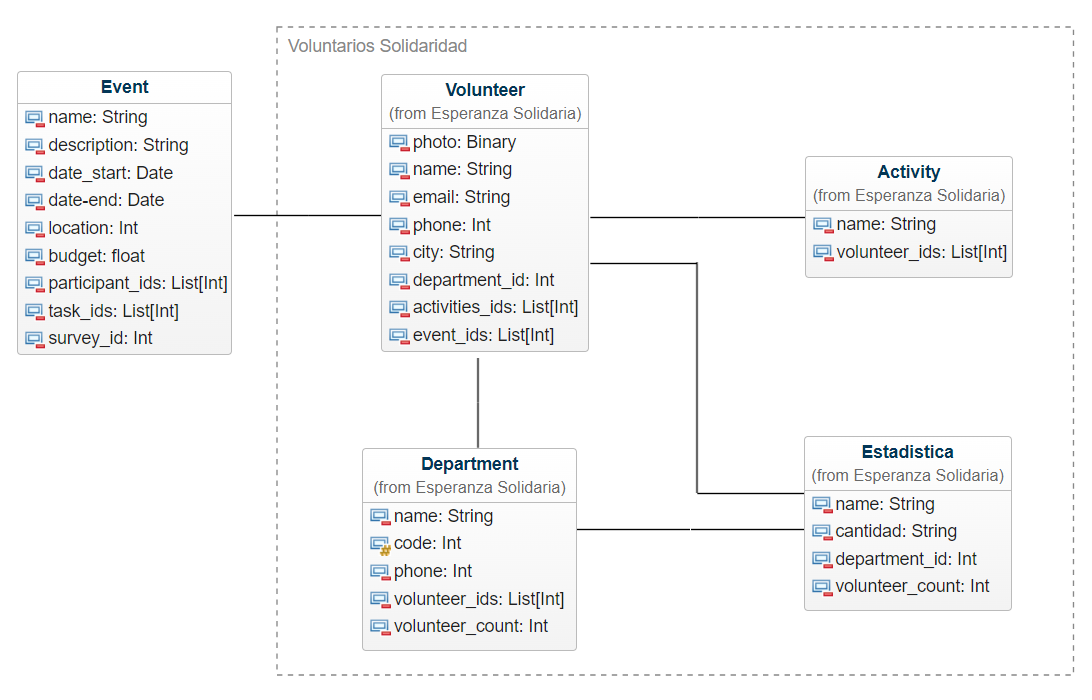 Voluntarios Solidaridad
Event
name: String
description: String
date_start: Date
date-end: Date
location: Int
budget: float
participant_ids: List[Int]
task_ids: List[Int]
survey_id: Int
Volunteer
(from Esperanza Solidaria)
photo: Binary
name: String
email: String
phone: Int
city: String
department_id: Int
activities_ids: List[Int]
event_ids: List[Int]
Activity
(from Esperanza Solidaria)
name: String
volunteer_ids: List[Int]
Department
(from Esperanza Solidaria)
name: String
code: Int
phone: Int
volunteer_ids: List[Int]
volunteer_count: Int
Estadistica
(from Esperanza Solidaria)
name: String
cantidad: String
department_id: Int
volunteer_count: Int